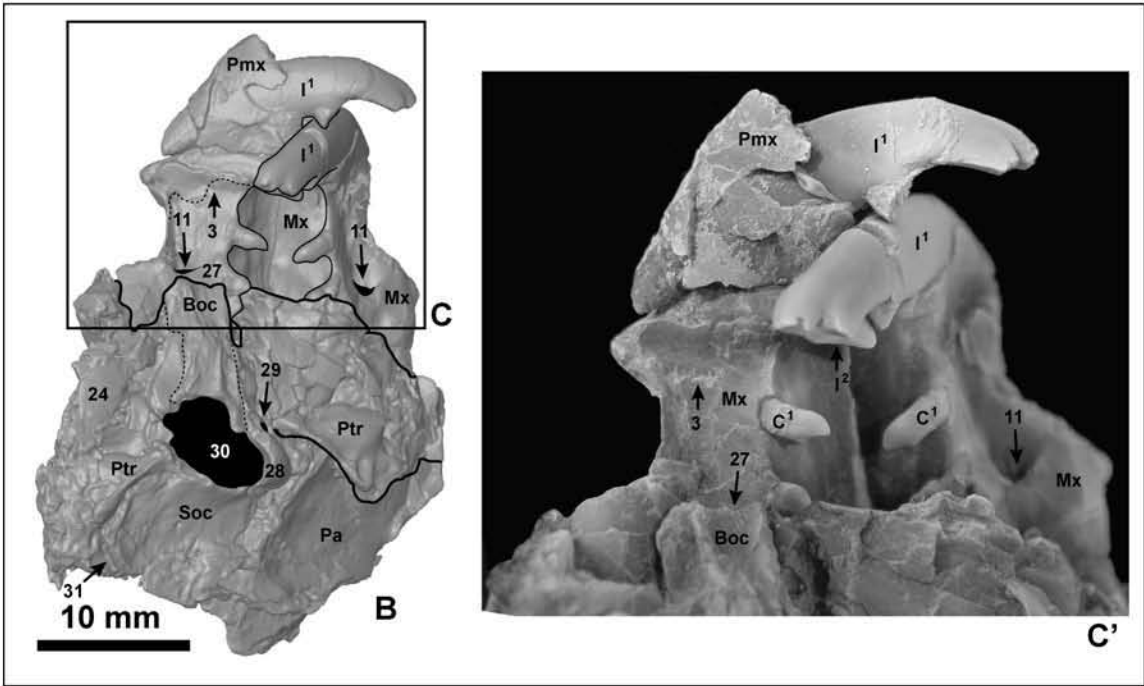 Pmx
I¹
I¹
11
3
Mx
11
27
Boc
Mx
C
29
24
Ptr
30
Ptr
28
Soc
Pa
31
10 mm
B
Pmx
I¹
I¹
I²
Mx
3
C¹
C¹
11
27
Mx
Boc
C’